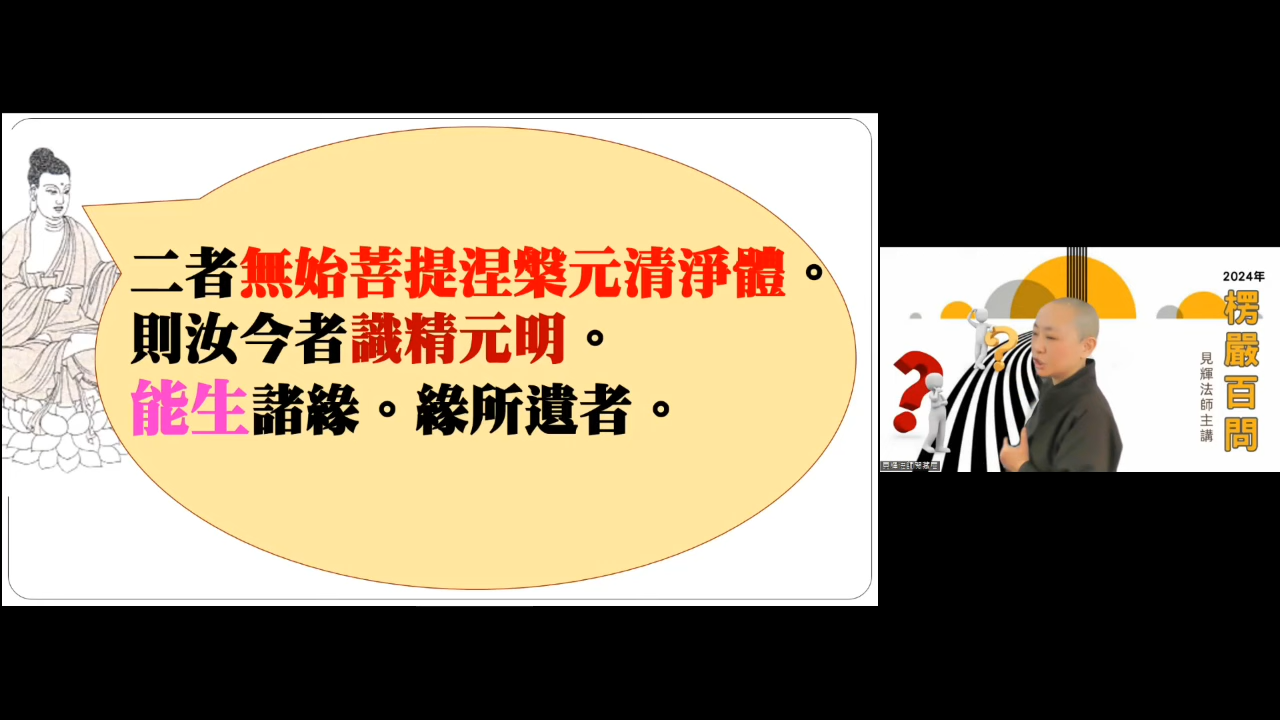 二者無始菩提涅槃元清淨體。
則汝今者識精元明。
能生諸緣。緣所遺者。
2024年
楞嚴百問
見輝法師主講